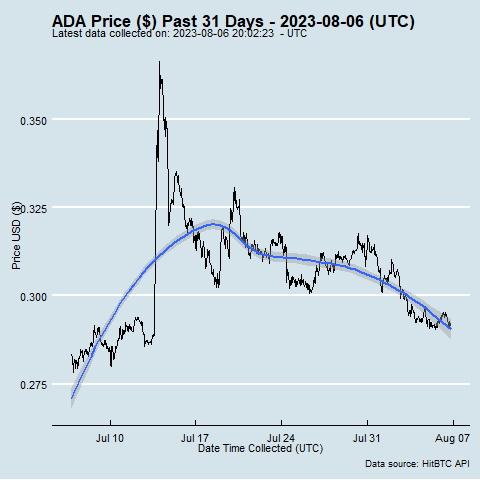 ADA Price ($) Past 31 Days - 2023-08-06 (UTC)
Latest data collected on: 2023-08-06 20:02:23 - UTC
Price USD ($)
0.350
0.325
0.300
0.275
Jul 10
Jul 17
Jul 24
Jul 31
Aug 07
Date Time Collected (UTC)
Data source: HitBTC API